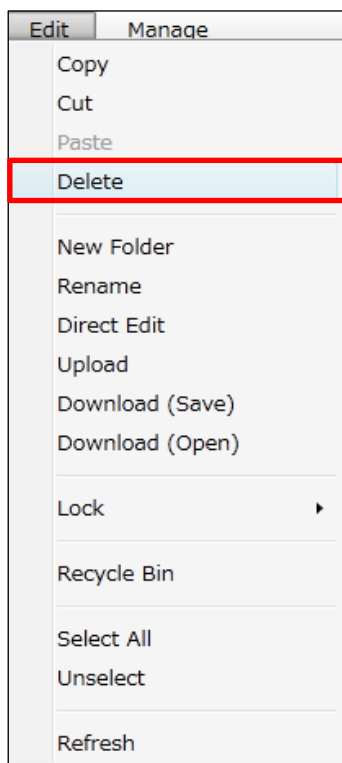 Edit Manage
Copy
Cut
Paste
Delete
New Folder
Rename
Direct Edit
Upload
Download (Save)
Download (Open)
Lock
Recycle Bin
Select All
Unselect
Refresh